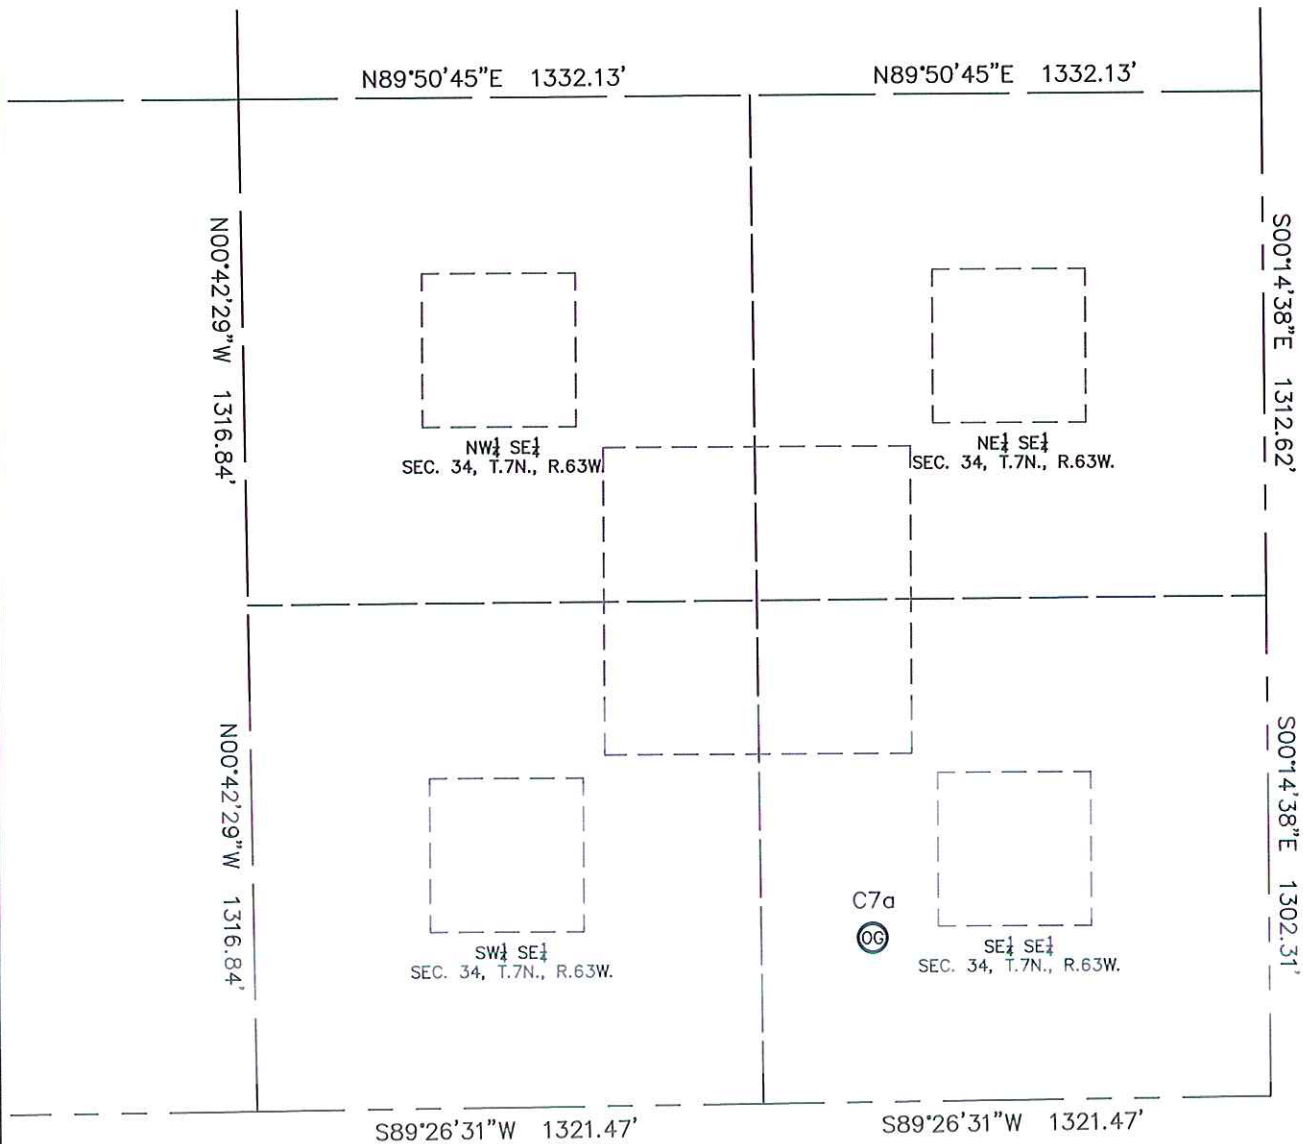 N89°50'45"E 1332.13'
N89°50'45"E 1332.13'
N00°42'29"W 1316.84'
S00°14'38"E 1312.62'
NW¼ SE¼
SEC. 34, T.7N., R.63W.
NE¼ SE¼
SEC. 34, T.7N., R.63W.
N00°42'29"W 1316.84'
S00°14'38"E 1302.31'
C7a
OG
SW¼ SE¼
SEC. 34, T.7N., R.63W.
SE¼ SE¼
SEC. 34, T.7N., R.63W.
S89°26'31"W 1321.47'
S89°26'31"W 1321.47'